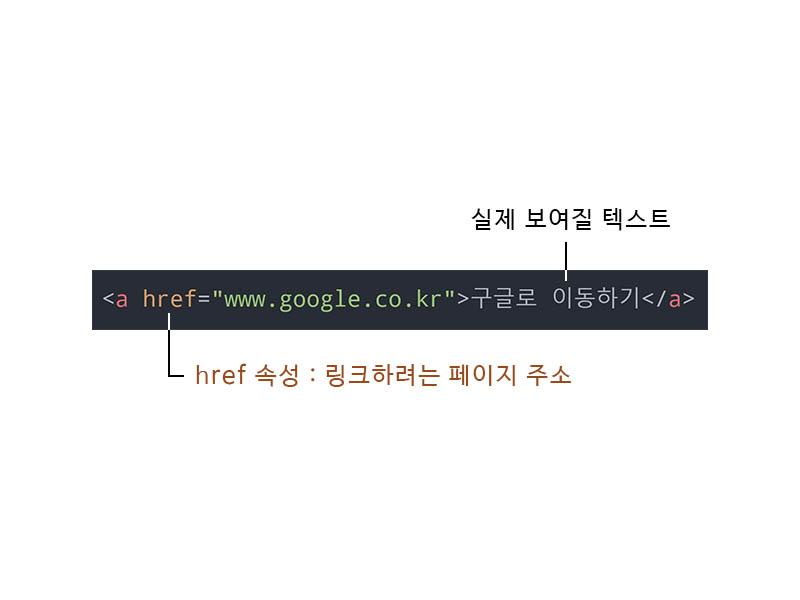 실제 보여질 텍스트
<a href="www.google.co.kr">구글로 이동하기</a>
href 속성 : 링크하려는 페이지 주소